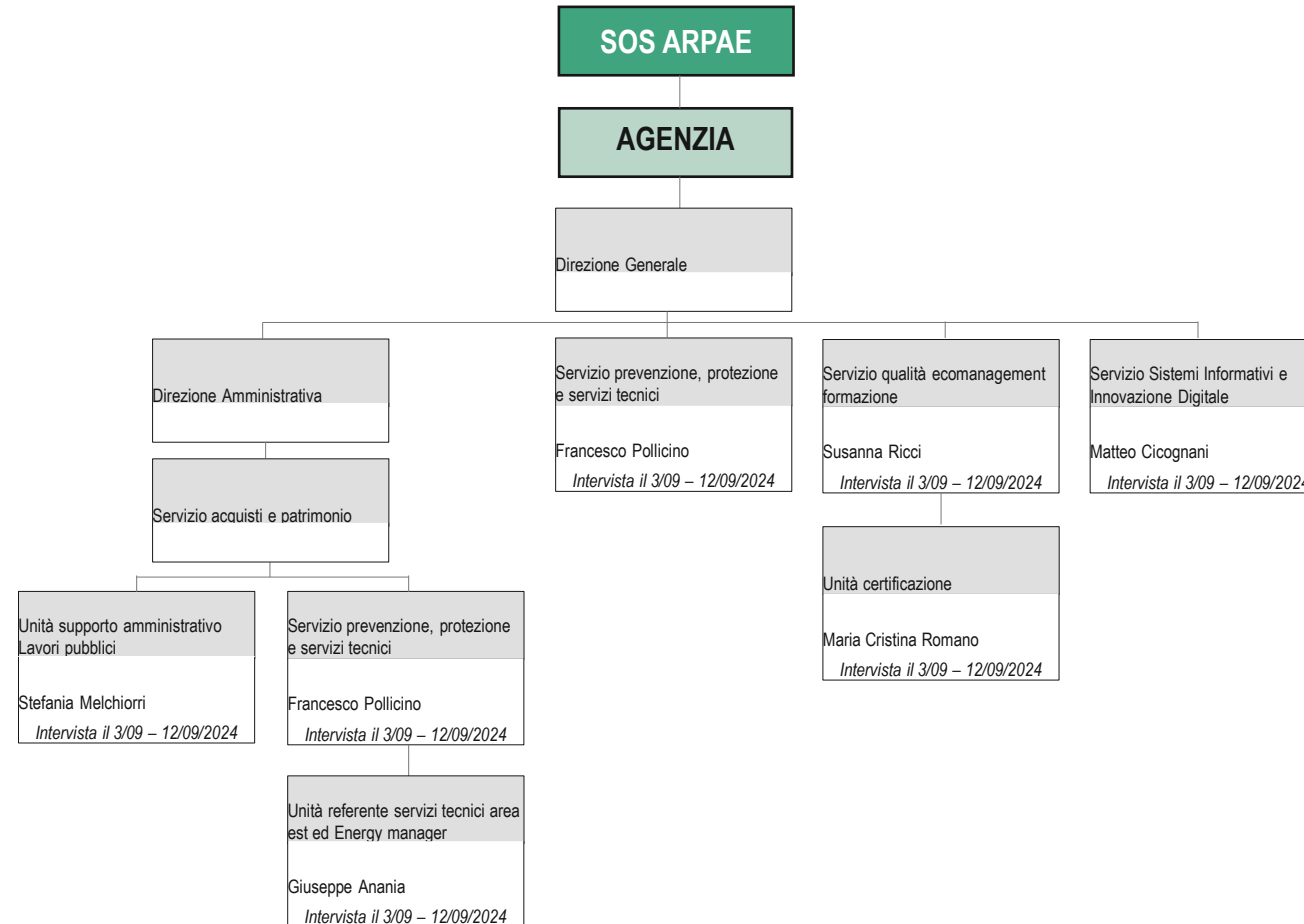 SOS ARPAE
AGENZIA
Direzione Generale
Direzione Amministrativa
Servizio acquisti e patrimonio
Unità supporto amministrativo
Lavori pubblici
Stefania Melchiorri
Intervista il 3/09 – 12/09/2024
Servizio prevenzione, protezione
e servizi tecnici
Francesco Pollicino
Intervista il 3/09 – 12/09/2024
Unità referente servizi tecnici area
est ed Energy manager
Giuseppe Anania
Intervista il 3/09 – 12/09/2024
Servizio prevenzione, protezione
e servizi tecnici
Francesco Pollicino
Intervista il 3/09 – 12/09/2024
Servizio qualità ecomanagement
formazione
Susanna Ricci
Intervista il 3/09 – 12/09/2024
Unità certificazione
Maria Cristina Romano
Intervista il 3/09 – 12/09/2024
Servizio Sistemi Informativi e
Innovazione Digitale
Matteo Cicognani
Intervista il 3/09 – 12/09/2024